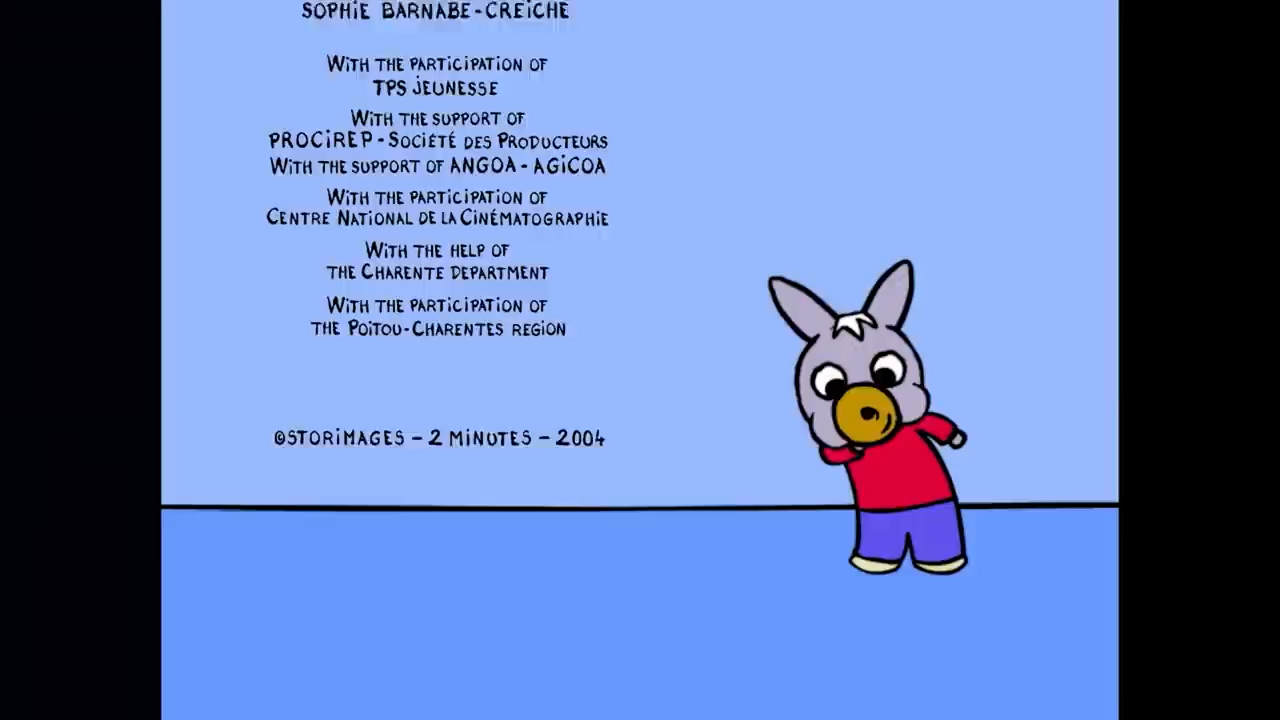 SOPHiE BARNABE-CREiCHE
WiTH THE PARTiCiPATiON OF
TPS JEUNESSE
WiTH THE SUPPORT OF
PROCiREP - SOCiÉTÉ DES PRODUCTEURS
WiTH THE SUPPORT OF ANGOA - AGiCOA
WiTH THE PARTiCiPATiON OF
CENTRE NATiONAL DE LA CiNÉMATOGRAPHiE
WiTH THE HELP OF
THE CHARENTE DEPARTMENT
WiTH THE PARTiCiPATiON OF
THE POiTOU-CHARENTES REGiON
©STORiMAGES - 2 MiNUTES - 2004